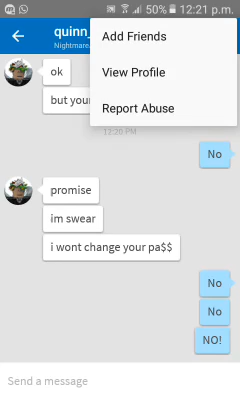 50% 12:21 p.m.
quinn_
Nightmare
Add Friends
View Profile
Report Abuse
ok
but your
13:20 PM
No
promise
im swear
i wont change your pa$$
No
No
NO!
Send a message